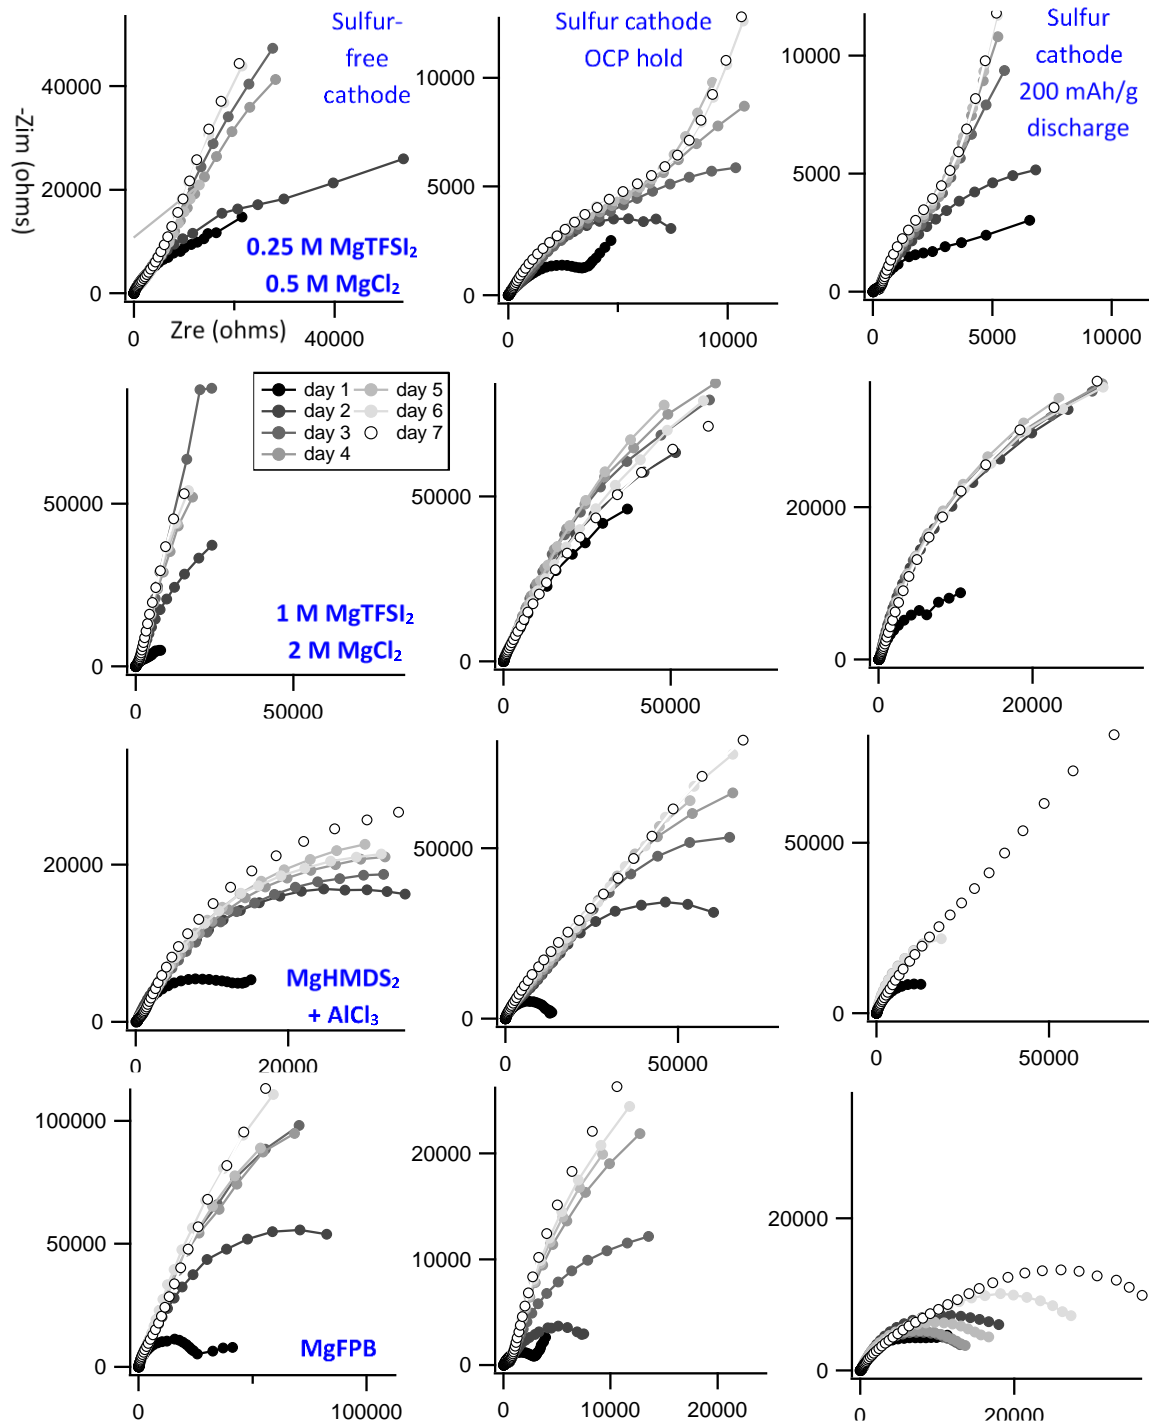 Sulfur-
free
cathode
40000
20000
0
-Zim (ohms)
0.25 M MgTFSI₂
0.5 M MgCl₂
0
Zre (ohms)
40000
Sulfur cathode
OCP hold
10000
5000
0
0
10000
Sulfur
cathode
200 mAh/g
discharge
10000
5000
0
0
5000
10000
day 1
day 2
day 3
day 4
day 5
day 6
day 7
50000
0
1 M MgTFSI₂
2 M MgCl₂
0
50000
50000
0
0
50000
20000
0
0
20000
20000
0
MgHMDS₂
+ AlCl₃
0
20000
50000
0
0
50000
50000
0
0
50000
100000
50000
0
MgFPB
0
100000
20000
10000
0
0
10000
20000
20000
0
0
20000